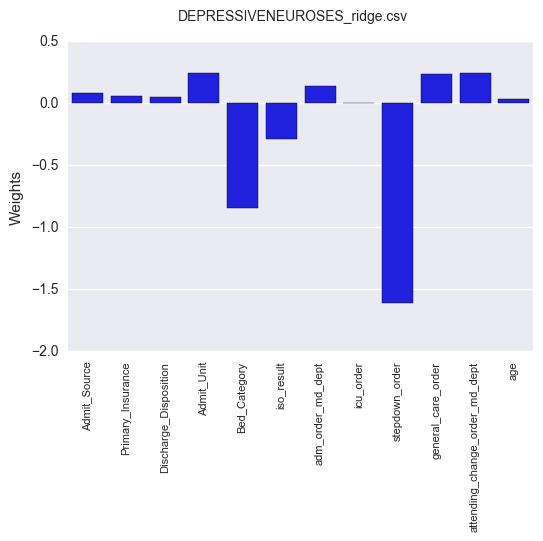 DEPRESSIVENEUROSES_ridge.csv
0.5
0.0
−0.5
−1.0
−1.5
−2.0
Weights
Admit_Source
Primary_Insurance
Discharge_Disposition
Admit_Unit
Bed_Category
iso_result
adm_order_md_dept
icu_order
stepdown_order
general_care_order
attending_change_order_md_dept
age